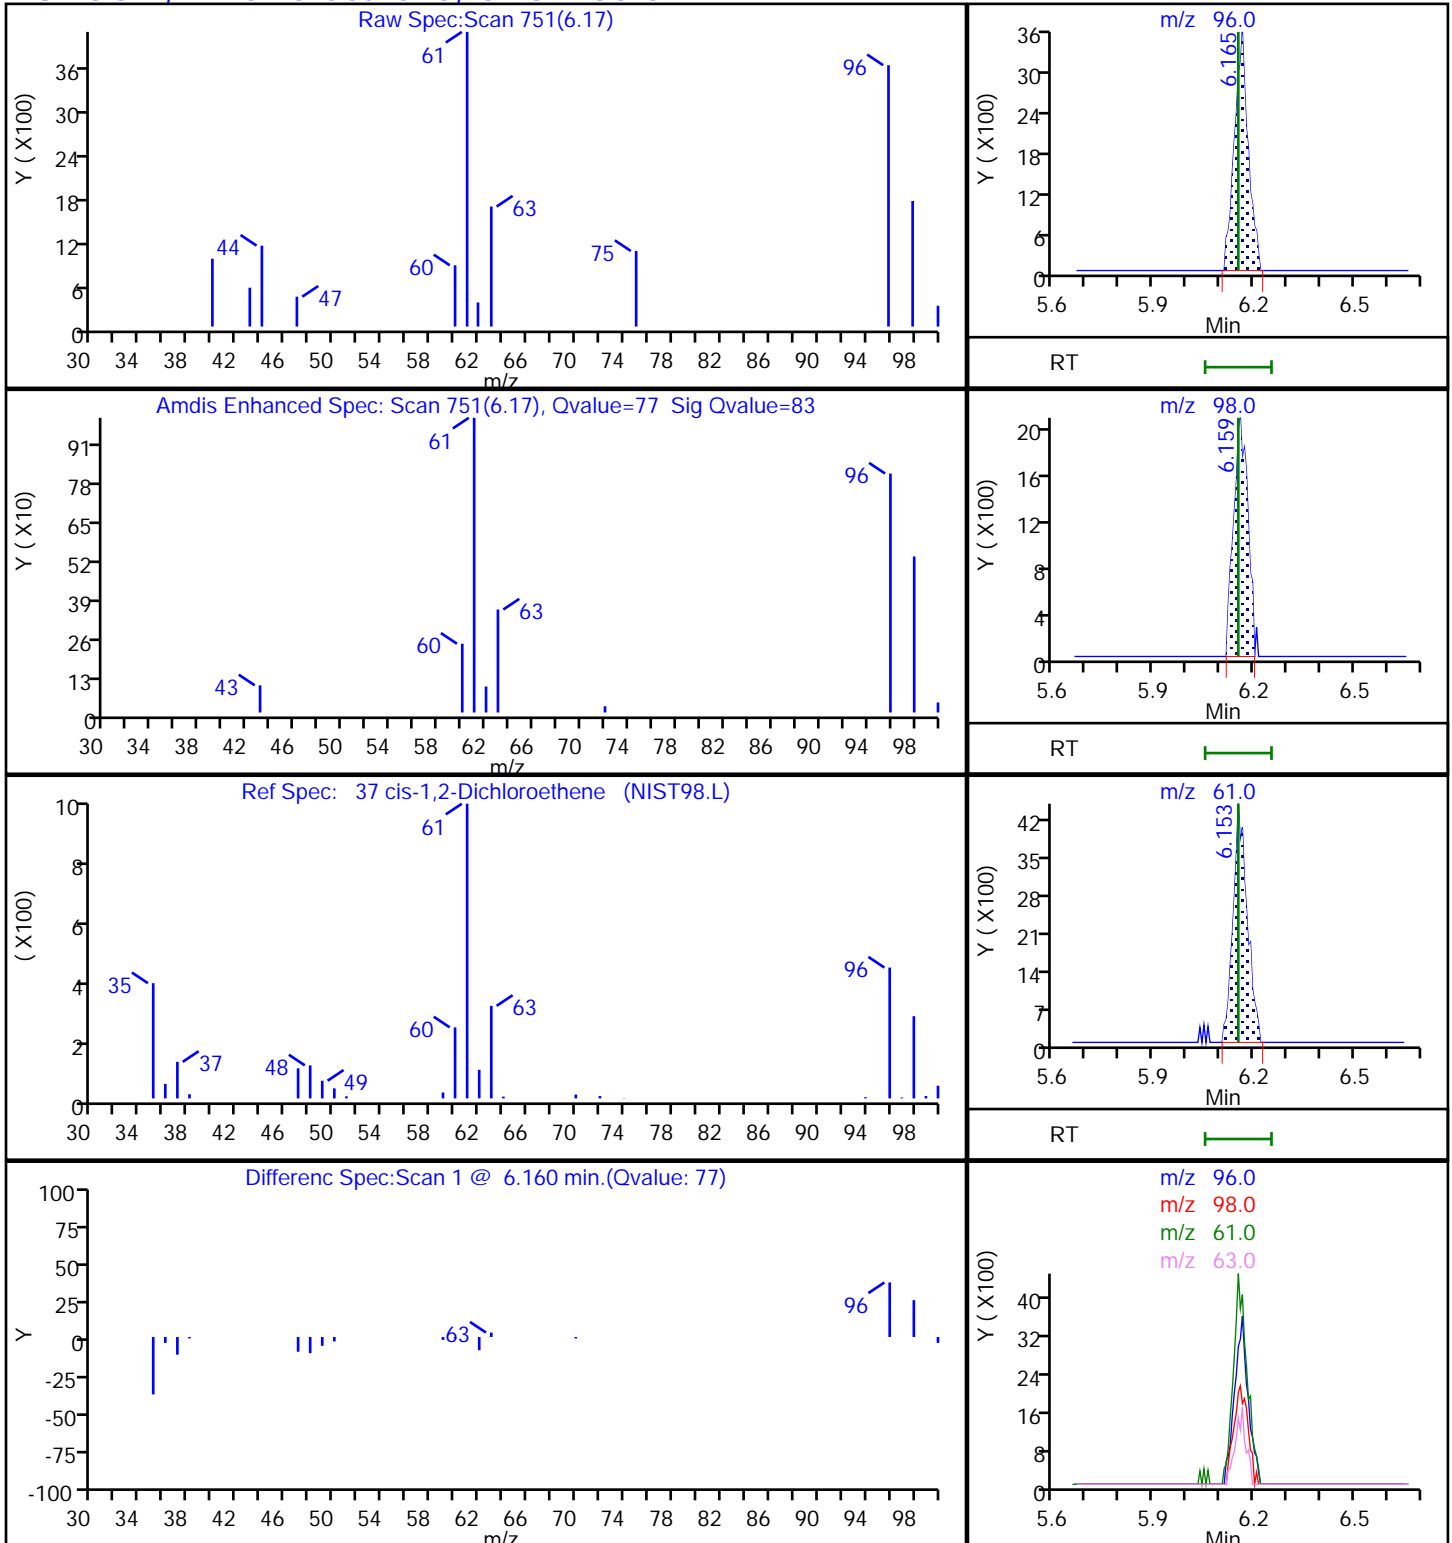 Raw Spec:Scan 751(6.17)
Y ( X100)
36
30
24
18
12
6
0
61
96
63
44
60
75
47
30 34 38 42 46 50 54 58 62 66 70 74 78 82 86 90 94 98
m/z
m/z 96.0
Y ( X100)
36
30
24
18
12
6
0
6.165
5.6 5.9 6.2 6.5
Min
RT
Amdis Enhanced Spec: Scan 751(6.17), Qvalue=77 Sig Qvalue=83
Y ( X10)
91
78
65
52
39
26
13
0
61
96
63
60
43
30 34 38 42 46 50 54 58 62 66 70 74 78 82 86 90 94 98
m/z
m/z 98.0
Y ( X100)
20
16
12
8
4
0
6.159
5.6 5.9 6.2 6.5
Min
RT
Ref Spec: 37 cis-1,2-Dichloroethene (NIST98.L)
( X100)
10
8
6
4
2
0
61
35
96
63
60
37
48
49
30 34 38 42 46 50 54 58 62 66 70 74 78 82 86 90 94 98
m/z 61.0
Y ( X100)
42
35
28
21
14
7
0
6.153
5.6 5.9 6.2 6.5
Min
RT
Differenc Spec:Scan 1 @ 6.160 min.(Qvalue: 77)
Y
100
75
50
25
0
-25
-50
-75
-100
96
63
30 34 38 42 46 50 54 58 62 66 70 74 78 82 86 90 94 98
m/z
m/z 96.0
m/z 98.0
m/z 61.0
m/z 63.0
Y ( X100)
40
32
24
16
8
0
5.6 5.9 6.2 6.5
Min